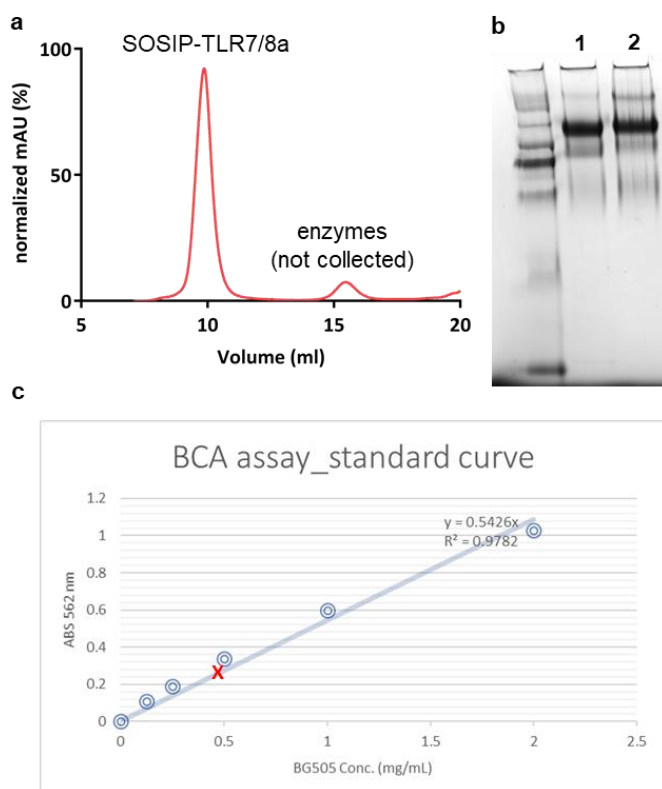 a
SOSIP-TLR7/8a
100
50
0
normalized mAU (%)
enzymes
(not collected)
5 10 15 20
Volume (ml)
b
1 2
c
BCA assay_standard curve
1.2
1
0.8
0.6
0.4
0.2
0
ABS 562 nm
y = 0.5426x
R² = 0.9782
X
0 0.5 1 1.5 2 2.5
BG505 Conc. (mg/mL)